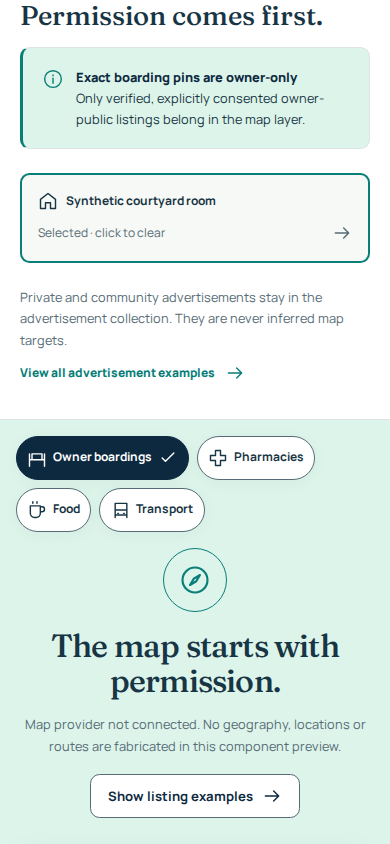 Permission comes first.
Exact boarding pins are owner-only
Only verified, explicitly consented owner-
public listings belong in the map layer.
Synthetic courtyard room
Selected · click to clear
Private and community advertisements stay in the
advertisement collection. They are never inferred map
targets.
View all advertisement examples
Owner boardings
Pharmacies
Food
Transport
The map starts with
permission.
Map provider not connected. No geography, locations or
routes are fabricated in this component preview.
Show listing examples